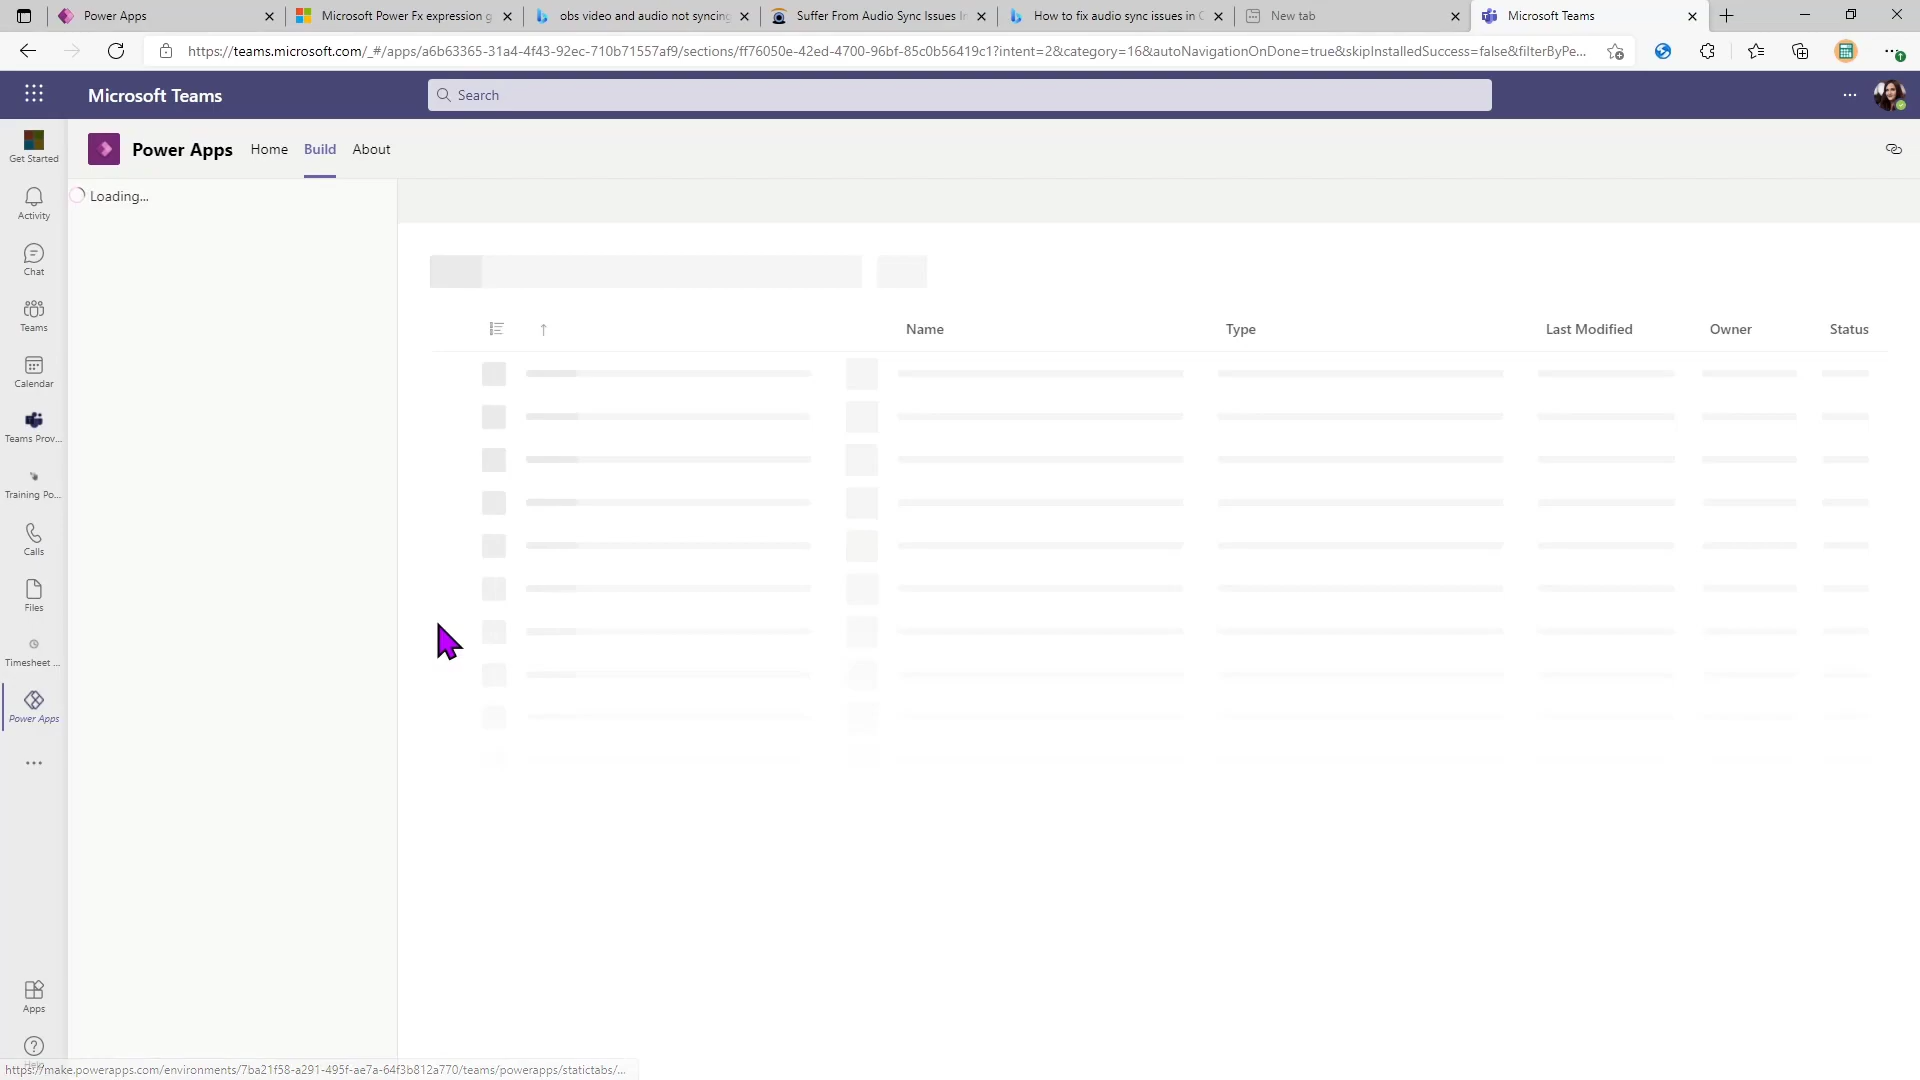 Power Apps
Microsoft Power Fx expression g
obs video and audio not syncing
Suffer From Audio Sync Issues In
How to fix audio sync issues in
New tab
Microsoft Teams
https://teams.microsoft.com/_#/apps/a6b63365-31a4-4f43-92ec-710b71557af9/sections/ff76050e-42ed-4700-96bf-85c0b56419c1?intent=2&category=16&autoNavigationOnDone=true&skipInstalledSuccess=false&filterByPe...
Microsoft Teams
Search
Get Started
Activity
Chat
Teams
Calendar
Teams Prov...
Training Po...
Calls
Files
Timesheet ...
Power Apps
Apps
Help
Power Apps
Home
Build
About
Loading...
Name
Type
Last Modified
Owner
Status
https://make.powerapps.com/environments/7ba21f58-a291-495f-ae7a-64f3b812a770/teams/powerapps/statictabs/...